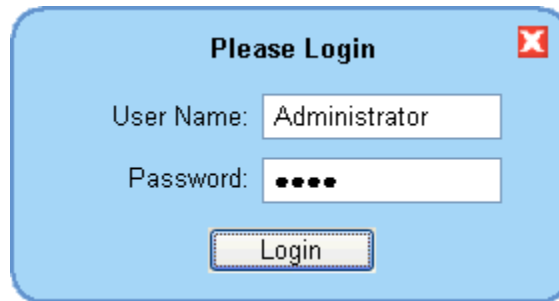 Please Login
User Name: Administrator
Password: ●●●●
Login